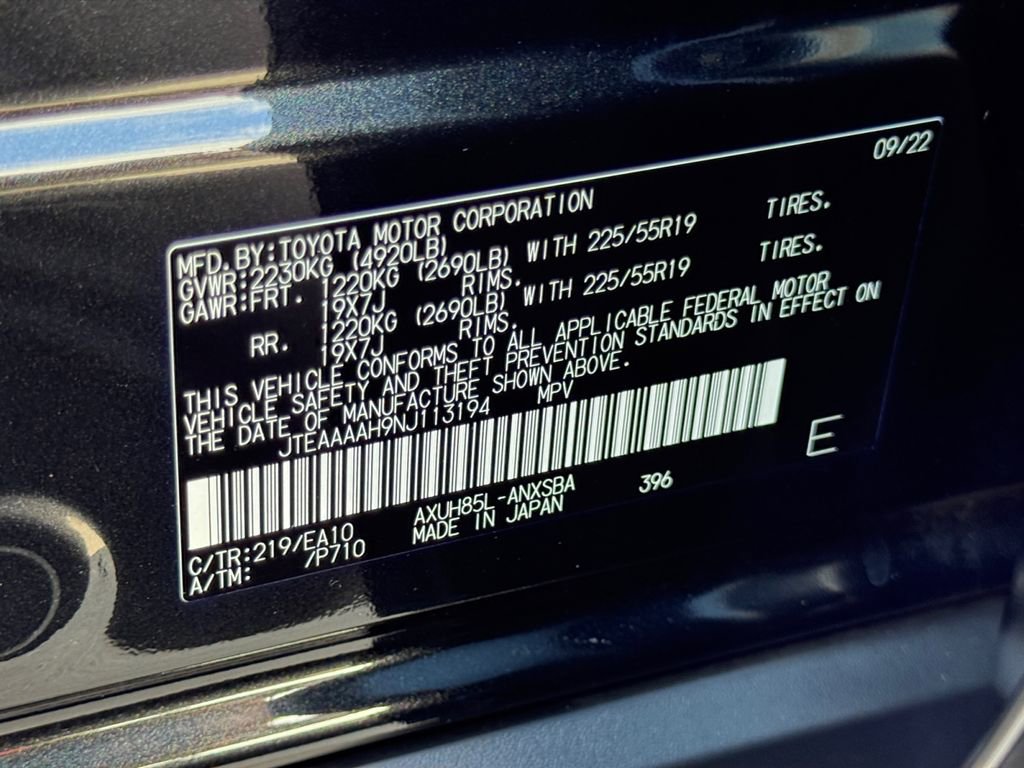 09/22
MFD.BY:TOYOTA MOTOR CORPORATION
GVWR:2230KG (4920LB)
GAWR:FRT. 1220KG (2690LB) WITH 225/55R19 TIRES.
19X7J RIMS.
RR. 1220KG (2690LB) WITH 225/55R19 TIRES.
19X7J RIMS.
THIS VEHICLE CONFORMS TO ALL APPLICABLE FEDERAL MOTOR
VEHICLE SAFETY AND THEFT PREVENTION STANDARDS IN EFFECT ON
THE DATE OF MANUFACTURE SHOWN ABOVE.
JTEAAAAH9NJ113194 MPV
E
C/TR:219/EA10 AXUH85L-ANXSBA 396
A/TM: /P710 MADE IN JAPAN